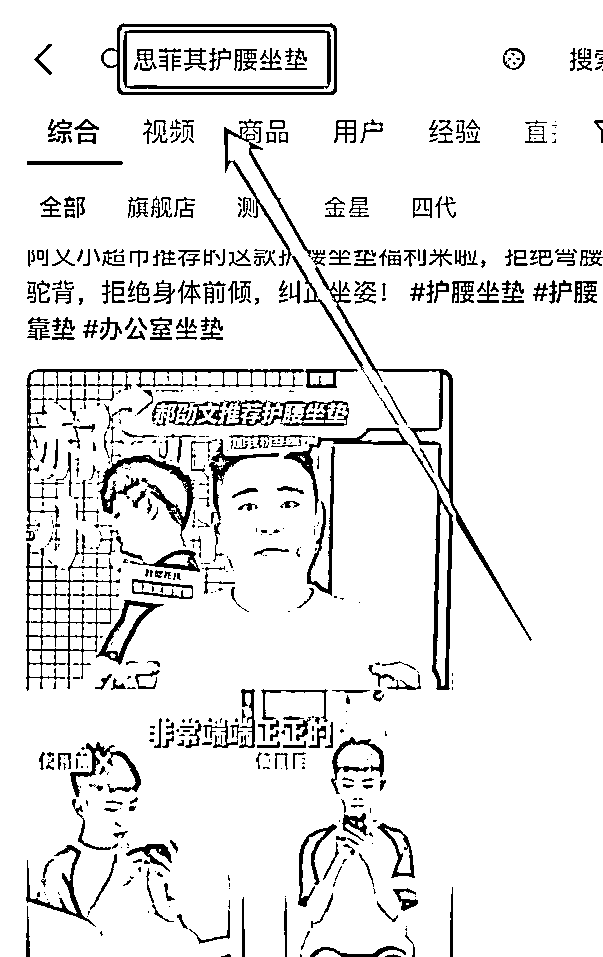 思菲其护腰坐垫
搜索
综合 视频 商品 用户 经验 直
全部 旗舰店 测 金星 四代
阿文小超市推荐的这款护腰坐垫福利来啦，拒绝弯腰
驼背，拒绝身体前倾，纠正坐姿！ #护腰坐垫 #护腰
靠垫 #办公室坐垫
郝劭文推荐护腰坐垫
非常端端正正的
使用前
使用后